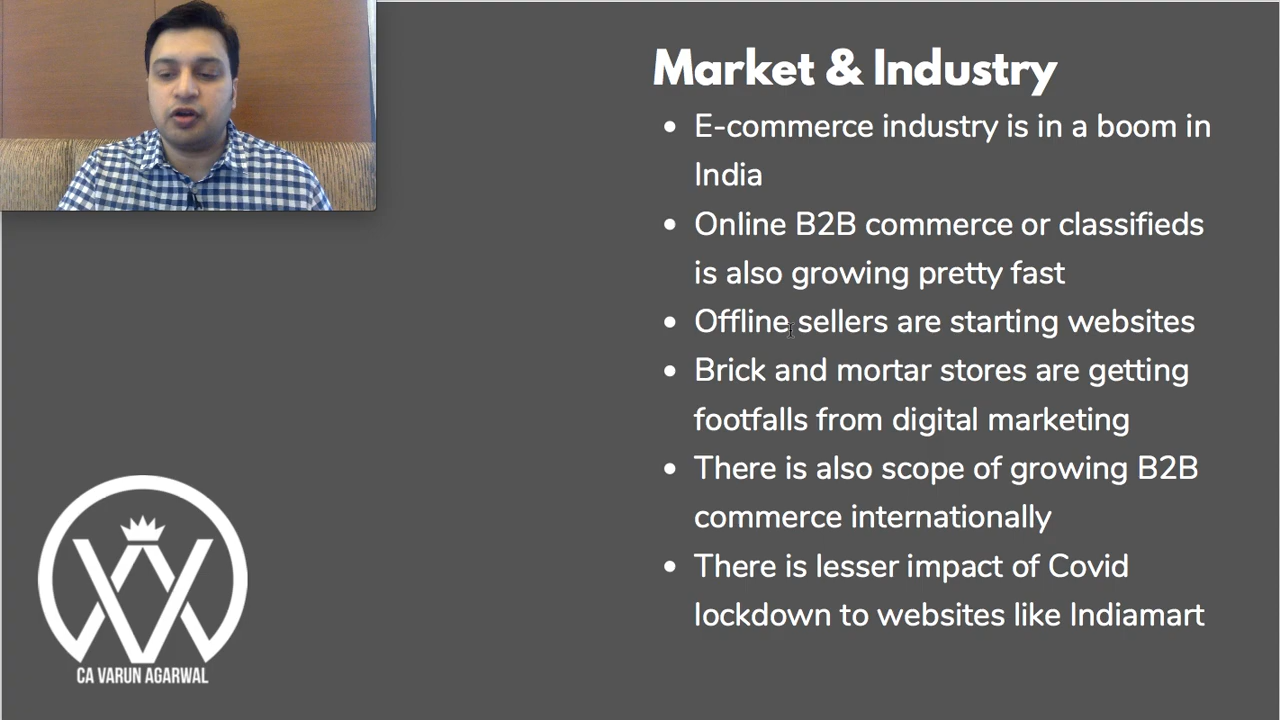 Market & Industry
• E-commerce industry is in a boom in
India
• Online B2B commerce or classifieds
is also growing pretty fast
• Offline sellers are starting websites
• Brick and mortar stores are getting
footfalls from digital marketing
• There is also scope of growing B2B
commerce internationally
• There is lesser impact of Covid
lockdown to websites like Indiamart
CA VARUN AGARWAL